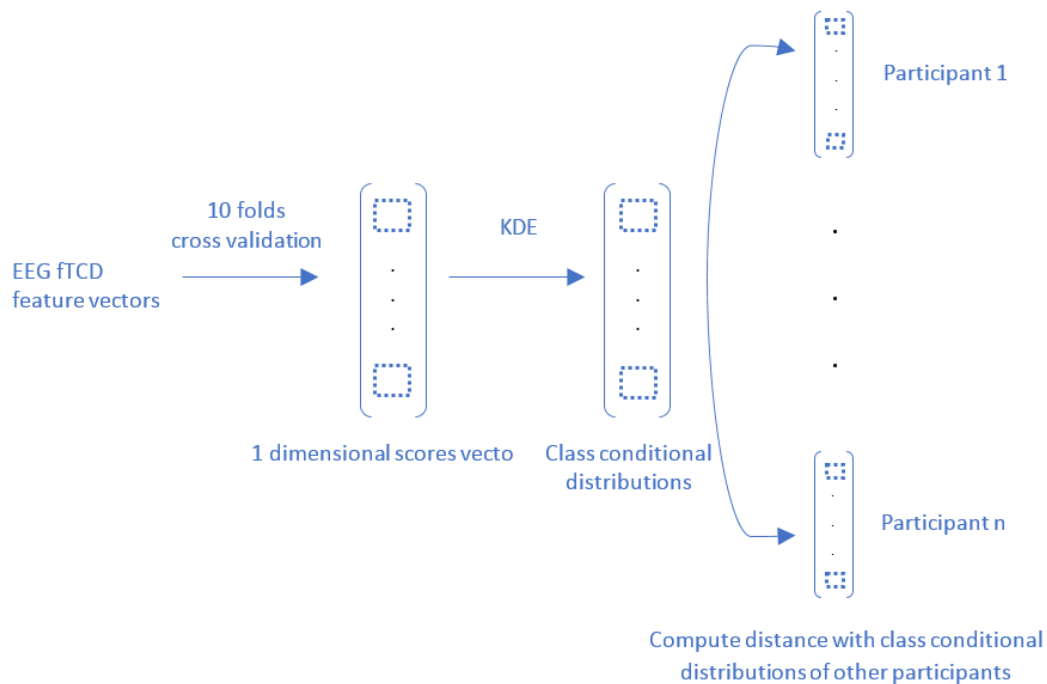 Participant 1
10 folds
cross validation
KDE
EEG fTCD
feature vectors
1 dimensional scores vecto
Class conditional
distributions
Participant n
Compute distance with class conditional
distributions of other participants